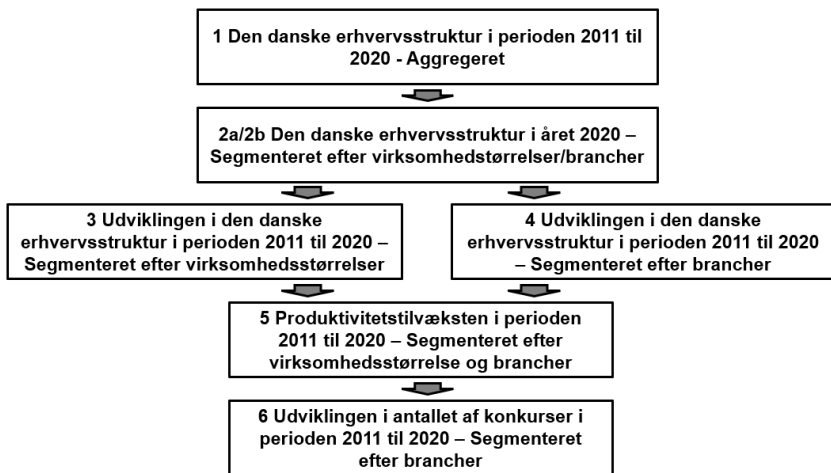 1 Den danske erhvervsstruktur i perioden 2011 til
2020 - Aggregeret
2a/2b Den danske erhvervsstruktur i året 2020 –
Segmenteret efter virksomhedstørrelser/brancher
3 Udviklingen i den danske
erhvervsstruktur i perioden 2011 til 2020 –
Segmenteret efter virksomhedsstørrelser
4 Udviklingen i den danske
erhvervsstruktur i perioden 2011 til 2020
– Segmenteret efter brancher
5 Produktivitetstilvæksten i perioden
2011 til 2020 – Segmenteret efter
virksomhedsstørrelse og brancher
6 Udviklingen i antallet af konkurser i
perioden 2011 til 2020 – Segmenteret
efter brancher